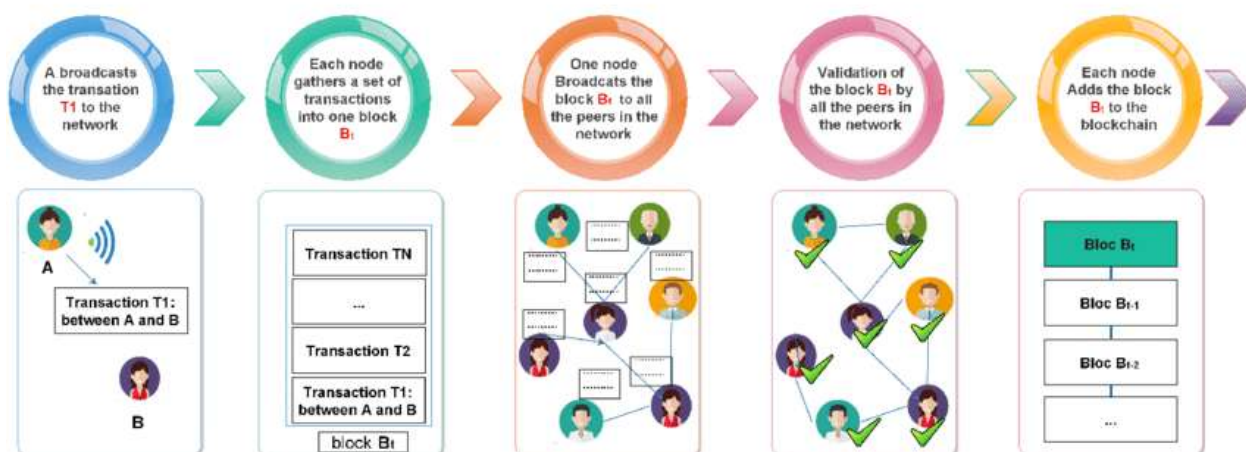 A broadcasts
the transation
T1 to the
network
Each node
gathers a set of
transactions
into one block
Bt
One node
Broadcats the
block Bt to all
the peers in the
network
Validation of
the block Bt by
all the peers in
the network
Each node
Adds the block
Bt to the
blockchain
A
Transaction T1:
between A and B
B
Transaction TN
...
Transaction T2
Transaction T1:
between A and B
block Bt
Bloc Bt
Bloc Bt-1
Bloc Bt-2
...